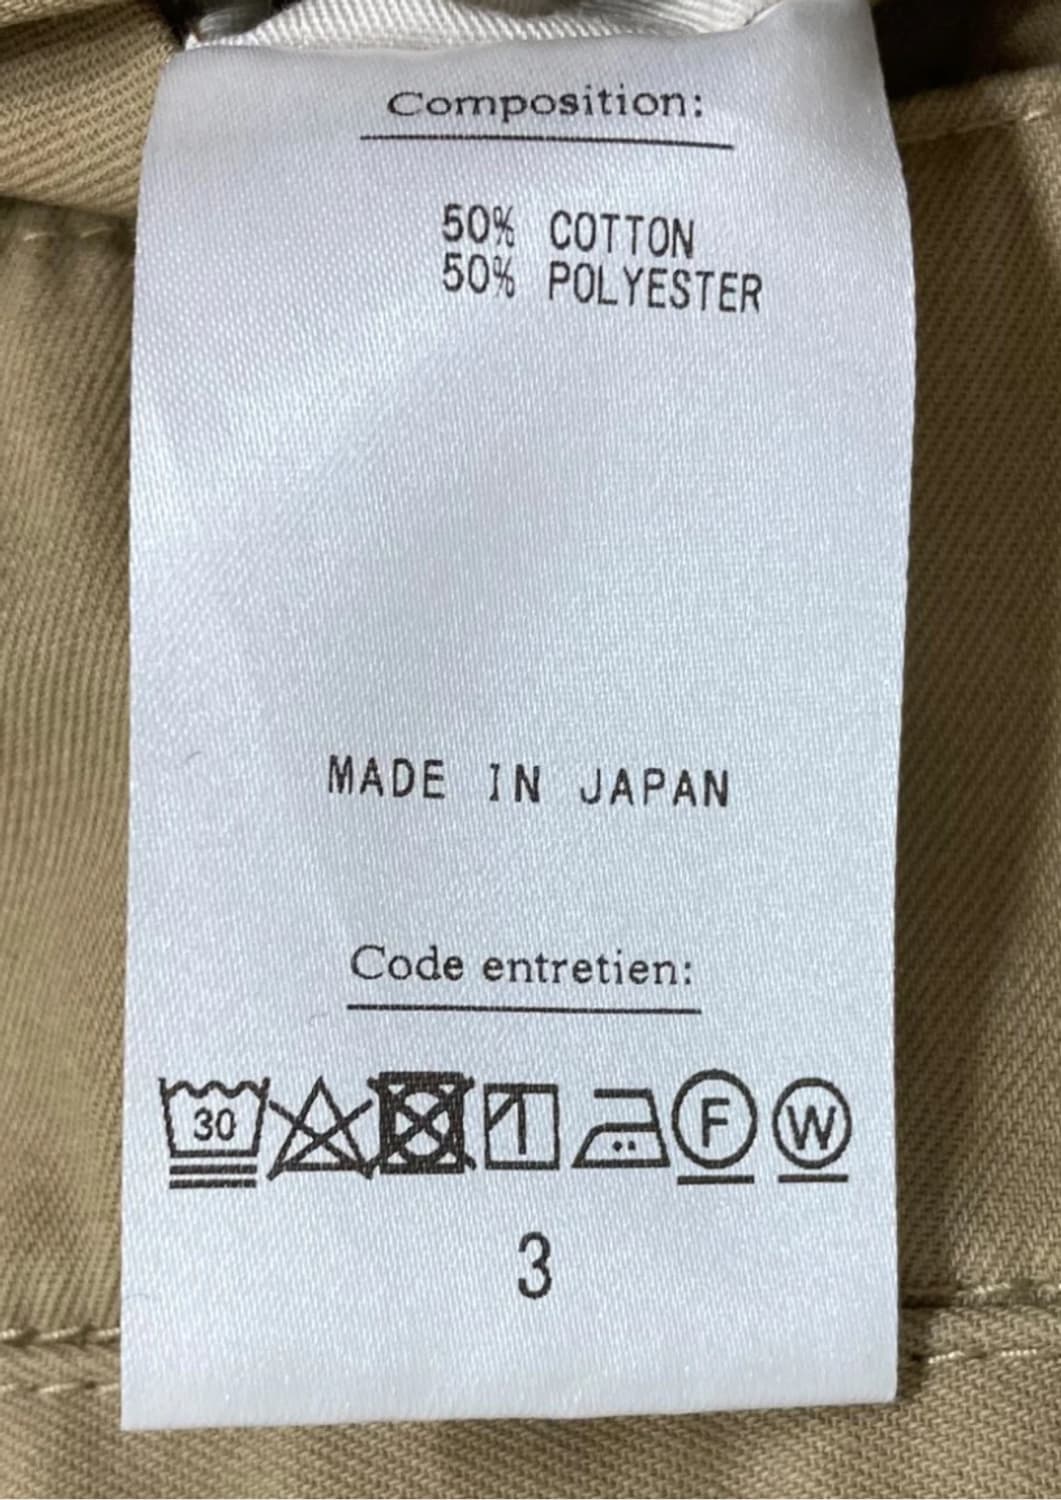 Composition:
50% COTTON
50% POLYESTER
MADE IN JAPAN
Code entretien:
30 F W
3